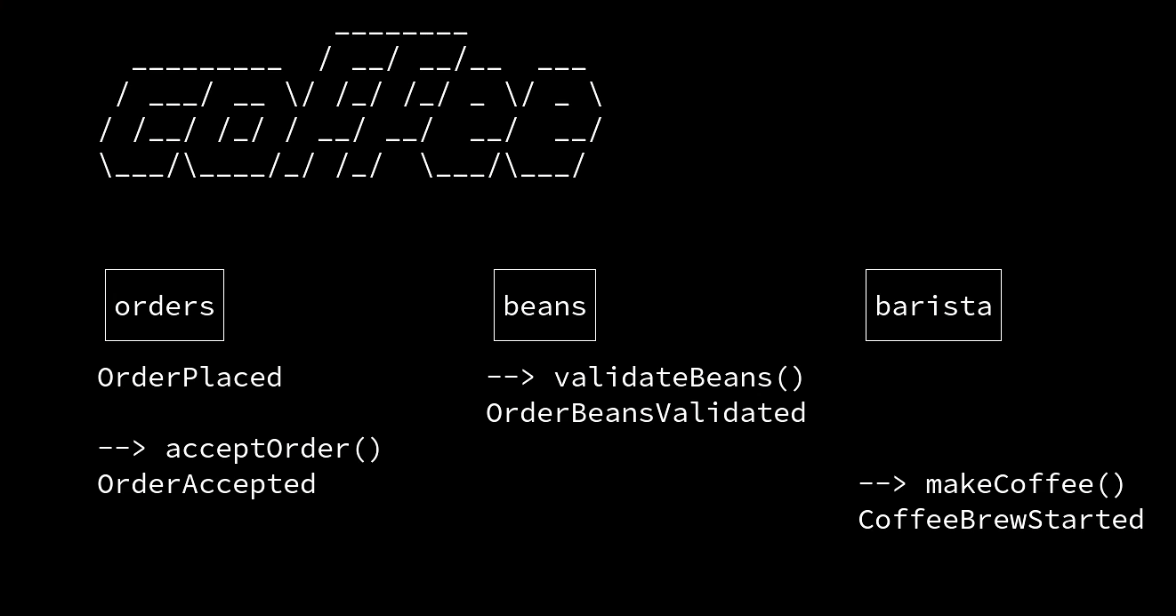 coffee
orders
beans
barista
OrderPlaced
--> validateBeans()
OrderBeansValidated
--> acceptOrder()
OrderAccepted
--> makeCoffee()
CoffeeBrewStarted